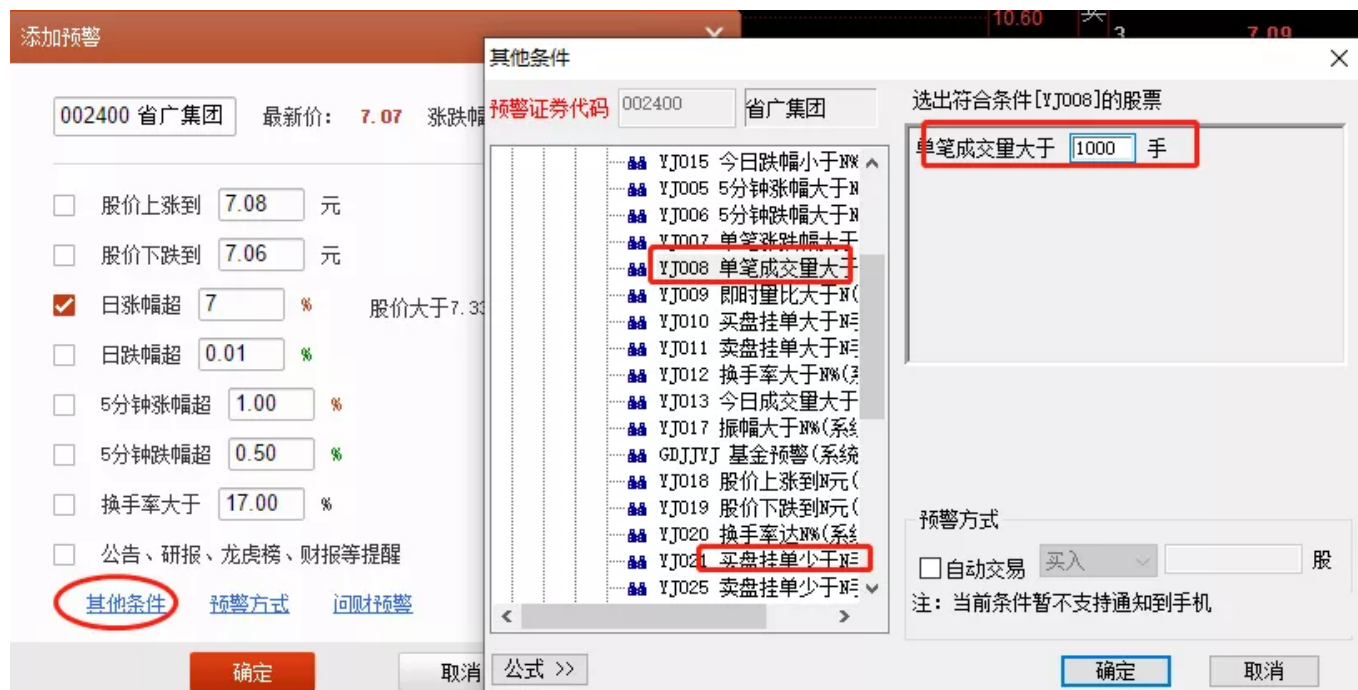 10.60
买
3
7.09
添加预警
002400 省广集团
最新价： 7.07
涨跌幅
股价上涨到 7.08 元
股价下跌到 7.06 元
日涨幅超 7 % 股价大于7.33
日跌幅超 0.01 %
5分钟涨幅超 1.00 %
5分钟跌幅超 0.50 %
换手率大于 17.00 %
公告、研报、龙虎榜、财报等提醒
其他条件 预警方式 问财预警
确定 取消
其他条件
预警证券代码 002400 省广集团
YJ015 今日跌幅小于N%
YJ005 5分钟涨幅大于N
YJ006 5分钟跌幅大于N
YJ007 单笔涨跌幅大于
YJ008 单笔成交量大于
YJ009 即时量比大于N(
YJ010 买盘挂单大于N手
YJ011 卖盘挂单大于N手
YJ012 换手率大于N%(系
YJ013 今日成交量大于
YJ017 振幅大于N%(系统
GDJJYJ 基金预警(系统
YJ018 股价上涨到N元(
YJ019 股价下跌到N元(
YJ020 换手率达N%(系统
YJ021 买盘挂单少于N手
YJ025 卖盘挂单少于N手
公式 >>
选出符合条件[YJ008]的股票
单笔成交量大于 1000 手
预警方式
自动交易 买入 股
注：当前条件暂不支持通知到手机
确定 取消